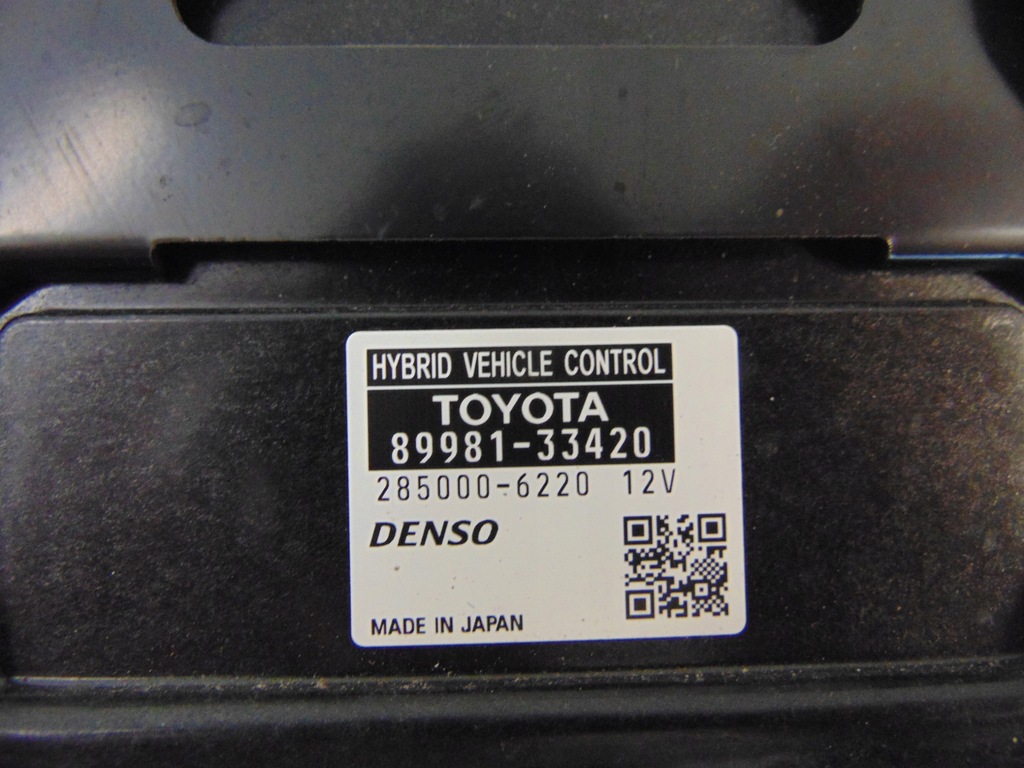 HYBRID VEHICLE CONTROL
TOYOTA
89981-33420
285000-6220 12V
DENSO
MADE IN JAPAN